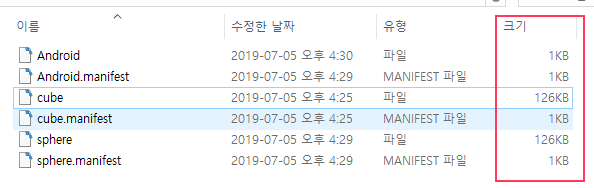 이름 수정한 날짜 유형 크기
Android 2019-07-05 오후 4:30 파일 1KB
Android.manifest 2019-07-05 오후 4:29 MANIFEST 파일 1KB
cube 2019-07-05 오후 4:25 파일 126KB
cube.manifest 2019-07-05 오후 4:25 MANIFEST 파일 1KB
sphere 2019-07-05 오후 4:29 파일 126KB
sphere.manifest 2019-07-05 오후 4:29 MANIFEST 파일 1KB